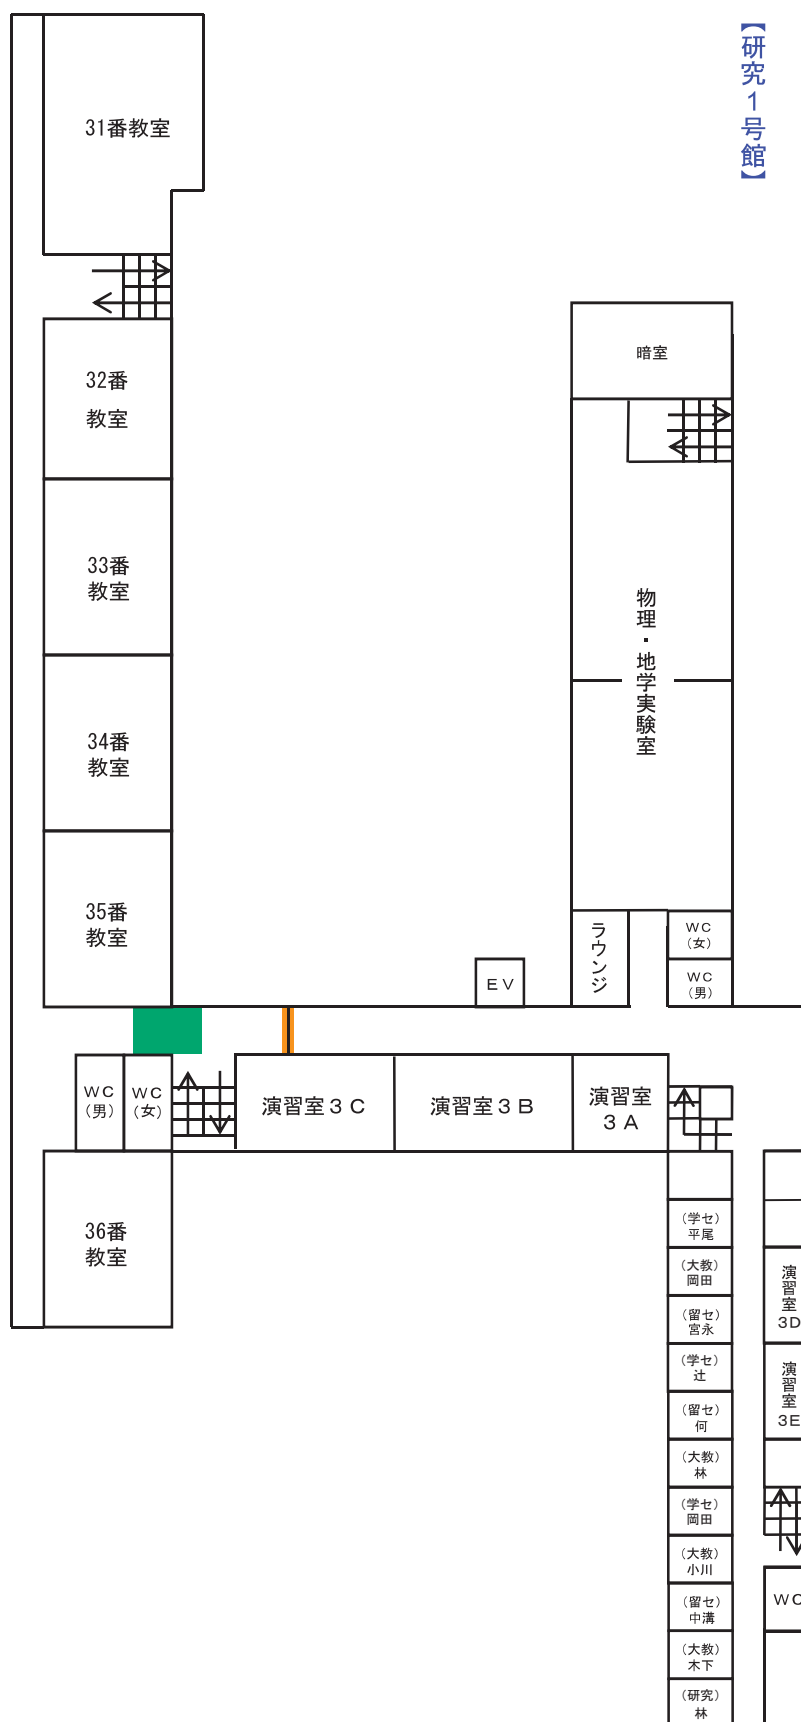 【研究1号館】
31番教室
32番
教室
33番
教室
34番
教室
35番
教室
暗室
物理・地学実験室
ラウンジ
WC
(女)
WC
(男)
EV
WC
(男)
WC
(女)
演習室3C
演習室3B
演習室
3A
36番
教室
(学セ)
平尾
(大教)
岡田
(留セ)
宮永
(学セ)
辻
(留セ)
何
(大教)
林
(学セ)
岡田
(大教)
小川
(留セ)
中溝
(大教)
木下
(研究)
林
演習室
3D
演習室
3E
WC